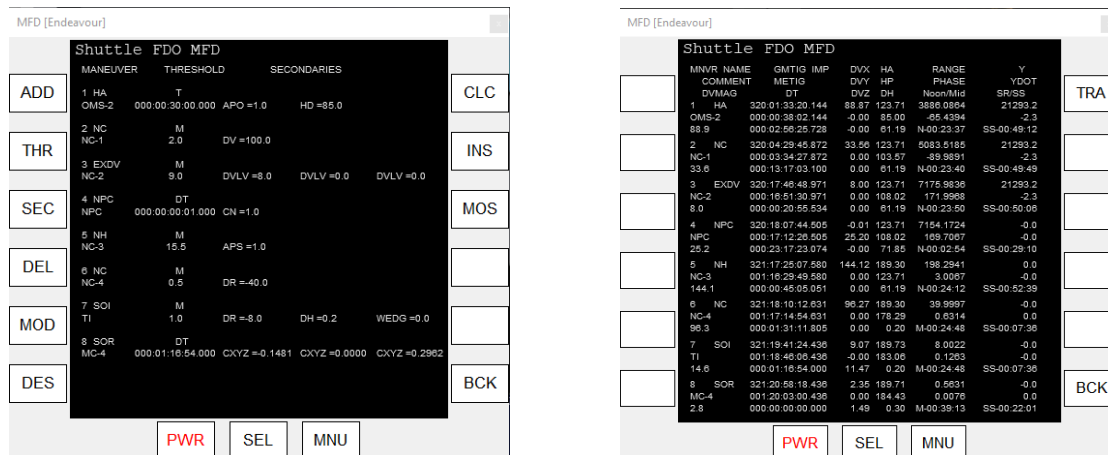 MFD [Endeavour]
Shuttle FDO MFD
MANEUVER THRESHOLD SECONDARIES
1 HA T
OMS-2 000:00:30:00.000 APO =1.0 HD =85.0
2 NC M
NC-1 2.0 DV =100.0
3 EXDV M
NC-2 9.0 DVLV =8.0 DVLV =0.0 DVLV =0.0
4 NPC DT
NPC 000:00:00:01.000 CN =1.0
5 NH M
NC-3 15.5 APS =1.0
6 NC M
NC-4 0.5 DR =-40.0
7 SOI M
TI 1.0 DR =-8.0 DH =0.2 WEDG =0.0
8 SOR DT
MC-4 000:01:16:54.000 CXYZ =-0.1481 CXYZ =0.0000 CXYZ =0.2962
ADD
THR
SEC
DEL
MOD
DES
CLC
INS
MOS
BCK
PWR SEL MNU
MFD [Endeavour]
Shuttle FDO MFD
MNVR NAME GMTIG IMP DVX HA RANGE Y
COMMENT METIG DVY HP PHASE YDOT
DVMAG DT DVZ DH Noon/Mid SR/SS
1 HA 320:01:33:20.144 88.87 123.71 3886.0864 21293.2
OMS-2 000:00:38:02.144 -0.00 85.00 -65.4394 -2.3
88.9 000:02:56:25.728 -0.00 61.19 N-00:23:37 SS-00:49:12
2 NC 320:04:29:45.872 33.56 123.71 5083.5185 21293.2
NC-1 000:03:34:27.872 0.00 103.57 -89.9891 -2.3
33.6 000:13:17:03.100 0.00 61.19 N-00:23:40 SS-00:49:49
3 EXDV 320:17:46:48.971 8.00 123.71 7175.9836 21293.2
NC-2 000:16:51:30.971 0.00 108.02 171.9968 -2.3
8.0 000:00:20:55.534 0.00 61.19 N-00:23:50 SS-00:50:06
4 NPC 320:18:07:44.505 -0.01 123.71 7154.1724 -0.0
NPC 000:17:12:26.505 25.20 108.02 169.7067 -0.0
25.2 000:23:17:23.074 -0.00 71.85 N-00:02:54 SS-00:29:10
5 NH 321:17:25:07.580 144.12 189.30 198.2941 0.0
NC-3 001:16:29:49.580 0.00 123.71 3.0067 -0.0
144.1 000:00:45:05.051 0.00 61.19 N-00:24:12 SS-00:52:39
6 NC 321:18:10:12.631 96.27 189.30 39.9997 -0.0
NC-4 001:17:14:54.631 0.00 178.29 0.6314 0.0
96.3 000:01:31:11.805 0.00 0.20 M-00:24:48 SS-00:07:36
7 SOI 321:19:41:24.436 9.07 189.73 8.0022 -0.0
TI 001:18:46:06.436 -0.00 183.06 0.1263 -0.0
14.6 000:01:16:54.000 11.47 0.20 M-00:24:48 SS-00:07:36
8 SOR 321:20:58:18.436 2.35 189.71 0.5631 -0.0
MC-4 001:20:03:00.436 0.00 184.43 0.0076 0.0
2.8 000:00:00:00.000 1.49 0.30 M-00:39:13 SS-00:22:01
TRA
BCK
PWR SEL MNU